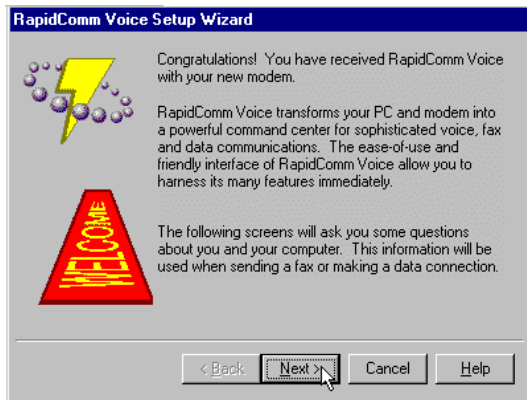 RapidComm Voice Setup Wizard
Congratulations! You have received RapidComm Voice
with your new modem.
RapidComm Voice transforms your PC and modem into
a powerful command center for sophisticated voice, fax
and data communications. The ease-of-use and
friendly interface of RapidComm Voice allow you to
harness its many features immediately.
WELCOME
The following screens will ask you some questions
about you and your computer. This information will be
used when sending a fax or making a data connection.
< Back Next > Cancel Help